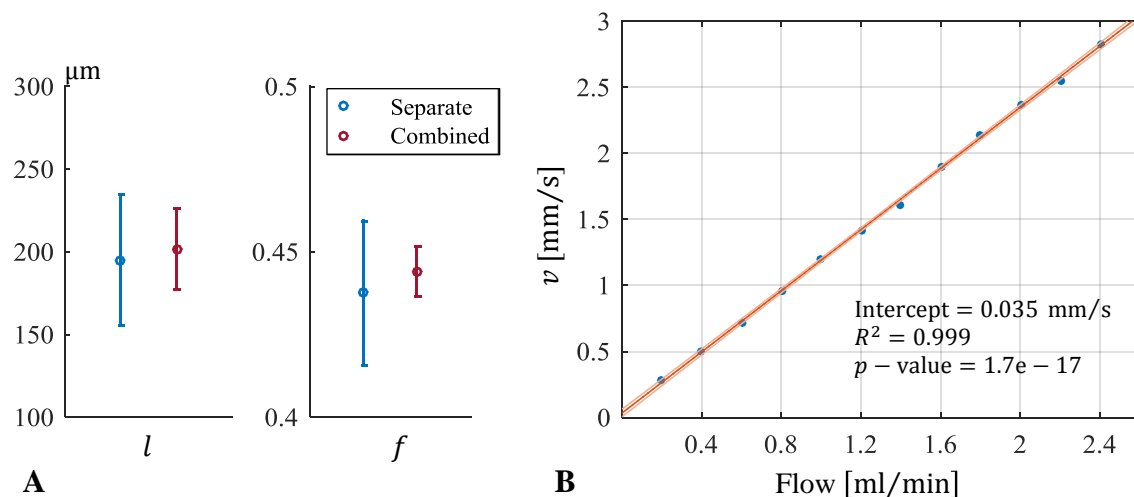 μm
300
250
200
150
100
l
0.5
0.45
0.4
f
Separate
Combined
A
3
2.5
2
1.5
1
0.5
0
v [mm/s]
0.4
0.8
1.2
1.6
2
2.4
Flow [ml/min]
Intercept = 0.035 mm/s
R² = 0.999
p − value = 1.7e − 17
B